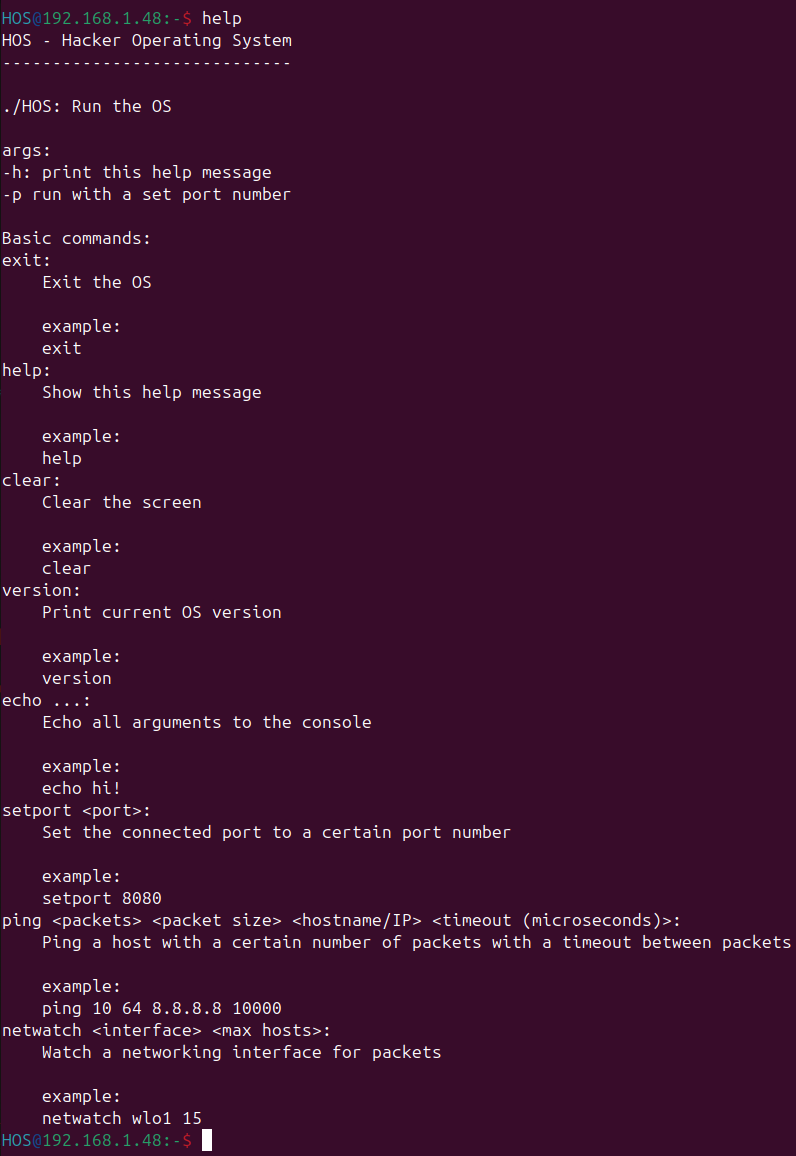 HOS@192.168.1.48:-$ help
HOS - Hacker Operating System
-----------------------------
./HOS: Run the OS
args:
-h: print this help message
-p run with a set port number
Basic commands:
exit:
    Exit the OS
    example:
    exit
help:
    Show this help message
    example:
    help
clear:
    Clear the screen
    example:
    clear
version:
    Print current OS version
    example:
    version
echo ...:
    Echo all arguments to the console
    example:
    echo hi!
setport <port>:
    Set the connected port to a certain port number
    example:
    setport 8080
ping <packets> <packet size> <hostname/IP> <timeout (microseconds)>:
    Ping a host with a certain number of packets with a timeout between packets
    example:
    ping 10 64 8.8.8.8 10000
netwatch <interface> <max hosts>:
    Watch a networking interface for packets
    example:
    netwatch wlo1 15
HOS@192.168.1.48:-$